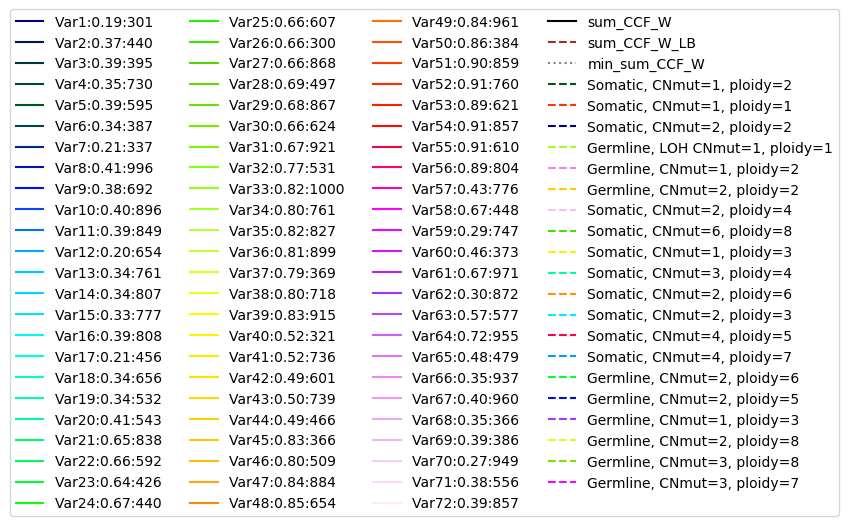 Var1:0.19:301
Var2:0.37:440
Var3:0.39:395
Var4:0.35:730
Var5:0.39:595
Var6:0.34:387
Var7:0.21:337
Var8:0.41:996
Var9:0.38:692
Var10:0.40:896
Var11:0.39:849
Var12:0.20:654
Var13:0.34:761
Var14:0.34:807
Var15:0.33:777
Var16:0.39:808
Var17:0.21:456
Var18:0.34:656
Var19:0.34:532
Var20:0.41:543
Var21:0.65:838
Var22:0.66:592
Var23:0.64:426
Var24:0.67:440
Var25:0.66:607
Var26:0.66:300
Var27:0.66:868
Var28:0.69:497
Var29:0.68:867
Var30:0.66:624
Var31:0.67:921
Var32:0.77:531
Var33:0.82:1000
Var34:0.80:761
Var35:0.82:827
Var36:0.81:899
Var37:0.79:369
Var38:0.80:718
Var39:0.83:915
Var40:0.52:321
Var41:0.52:736
Var42:0.49:601
Var43:0.50:739
Var44:0.49:466
Var45:0.83:366
Var46:0.80:509
Var47:0.84:884
Var48:0.85:654
Var49:0.84:961
Var50:0.86:384
Var51:0.90:859
Var52:0.91:760
Var53:0.89:621
Var54:0.91:857
Var55:0.91:610
Var56:0.89:804
Var57:0.43:776
Var58:0.67:448
Var59:0.29:747
Var60:0.46:373
Var61:0.67:971
Var62:0.30:872
Var63:0.57:577
Var64:0.72:955
Var65:0.48:479
Var66:0.35:937
Var67:0.40:960
Var68:0.35:366
Var69:0.39:386
Var70:0.27:949
Var71:0.38:556
Var72:0.39:857
sum_CCF_W
sum_CCF_W_LB
min_sum_CCF_W
Somatic, CNmut=1, ploidy=2
Somatic, CNmut=1, ploidy=1
Somatic, CNmut=2, ploidy=2
Germline, LOH CNmut=1, ploidy=1
Germline, CNmut=1, ploidy=2
Germline, CNmut=2, ploidy=2
Somatic, CNmut=2, ploidy=4
Somatic, CNmut=6, ploidy=8
Somatic, CNmut=1, ploidy=3
Somatic, CNmut=3, ploidy=4
Somatic, CNmut=2, ploidy=6
Somatic, CNmut=2, ploidy=3
Somatic, CNmut=4, ploidy=5
Somatic, CNmut=4, ploidy=7
Germline, CNmut=2, ploidy=6
Germline, CNmut=2, ploidy=5
Germline, CNmut=1, ploidy=3
Germline, CNmut=2, ploidy=8
Germline, CNmut=3, ploidy=8
Germline, CNmut=3, ploidy=7